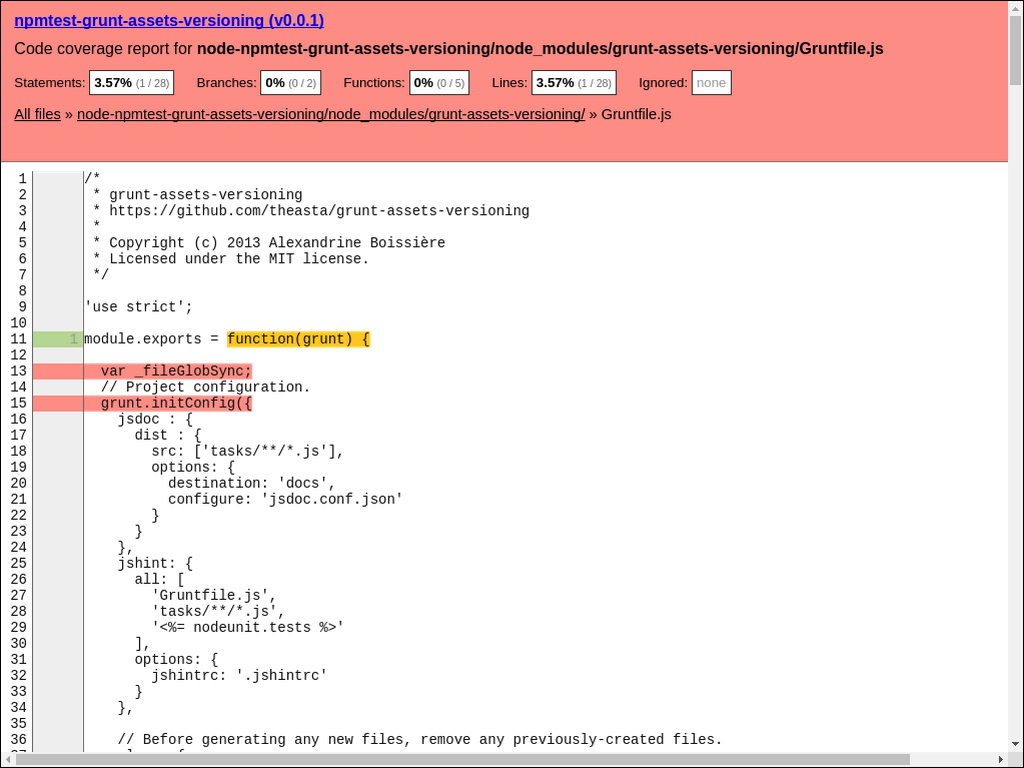 npmtest-grunt-assets-versioning (v0.0.1)
Code coverage report for node-npmtest-grunt-assets-versioning/node_modules/grunt-assets-versioning/Gruntfile.js
Statements: 3.57% (1 / 28) Branches: 0% (0 / 2) Functions: 0% (0 / 5) Lines: 3.57% (1 / 28) Ignored: none
All files » node-npmtest-grunt-assets-versioning/node_modules/grunt-assets-versioning/ » Gruntfile.js
1 /*
2  * grunt-assets-versioning
3  * https://github.com/theasta/grunt-assets-versioning
4  *
5  * Copyright (c) 2013 Alexandrine Boissière
6  * Licensed under the MIT license.
7  */
8
9 'use strict';
10
11 1 module.exports = function(grunt) {
12
13   var _fileGlobSync;
14   // Project configuration.
15   grunt.initConfig({
16     jsdoc : {
17       dist : {
18         src: ['tasks/**/*.js'],
19         options: {
20           destination: 'docs',
21           configure: 'jsdoc.conf.json'
22         }
23       }
24     },
25     jshint: {
26       all: [
27         'Gruntfile.js',
28         'tasks/**/*.js',
29         '<%= nodeunit.tests %>'
30       ],
31       options: {
32         jshintrc: '.jshintrc'
33       }
34     },
35
36     // Before generating any new files, remove any previously-created files.